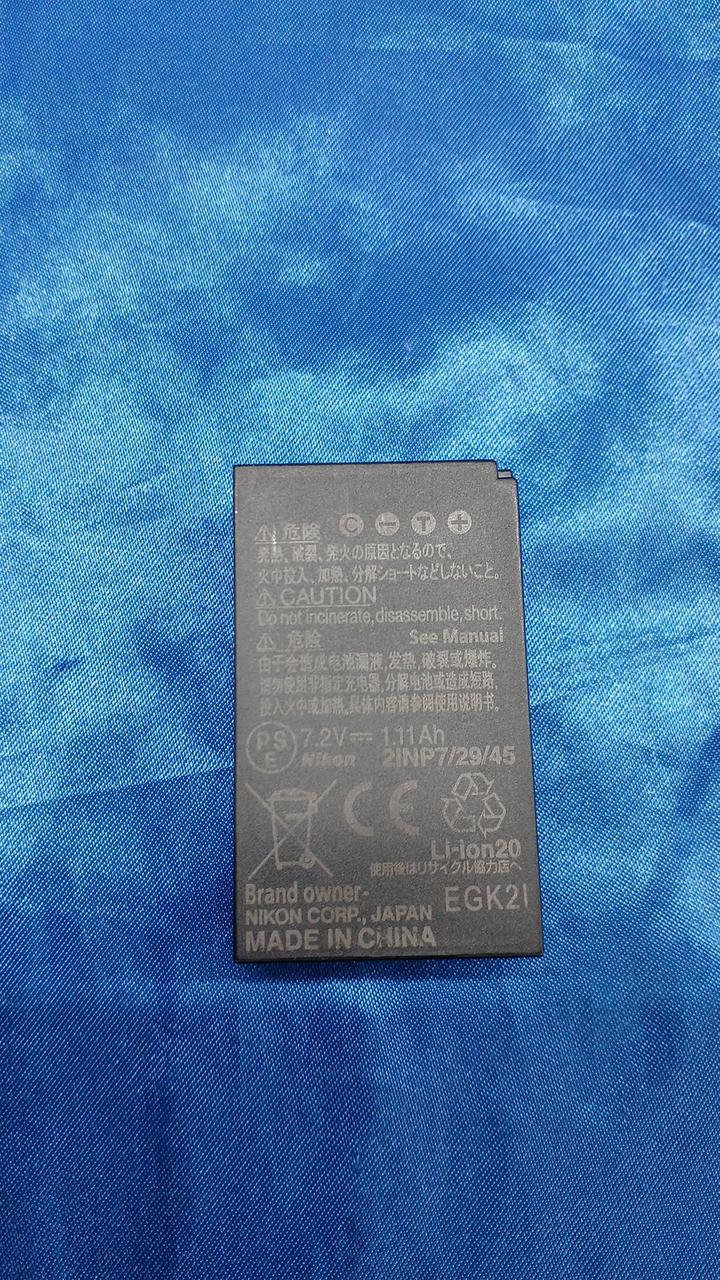 危険 C − T +
発熱、破裂、発火の原因となるので、
火中投入、加熱、分解ショートなどしないこと。
CAUTION
Do not incinerate, disassemble, short.
危険 See Manual
由于会造成电池漏液,发热,破裂或爆炸。
请勿使用非指定充电器,分解电池或造成短路,
投入火中或加热。具体内容请参阅使用说明书。
PS E 7.2V⎓ 1.11Ah
Nikon 2INP7/29/45
CE
Li-ion20
使用後はリサイクル協力店へ
Brand owner-
NIKON CORP., JAPAN EGK2I
MADE IN CHINA